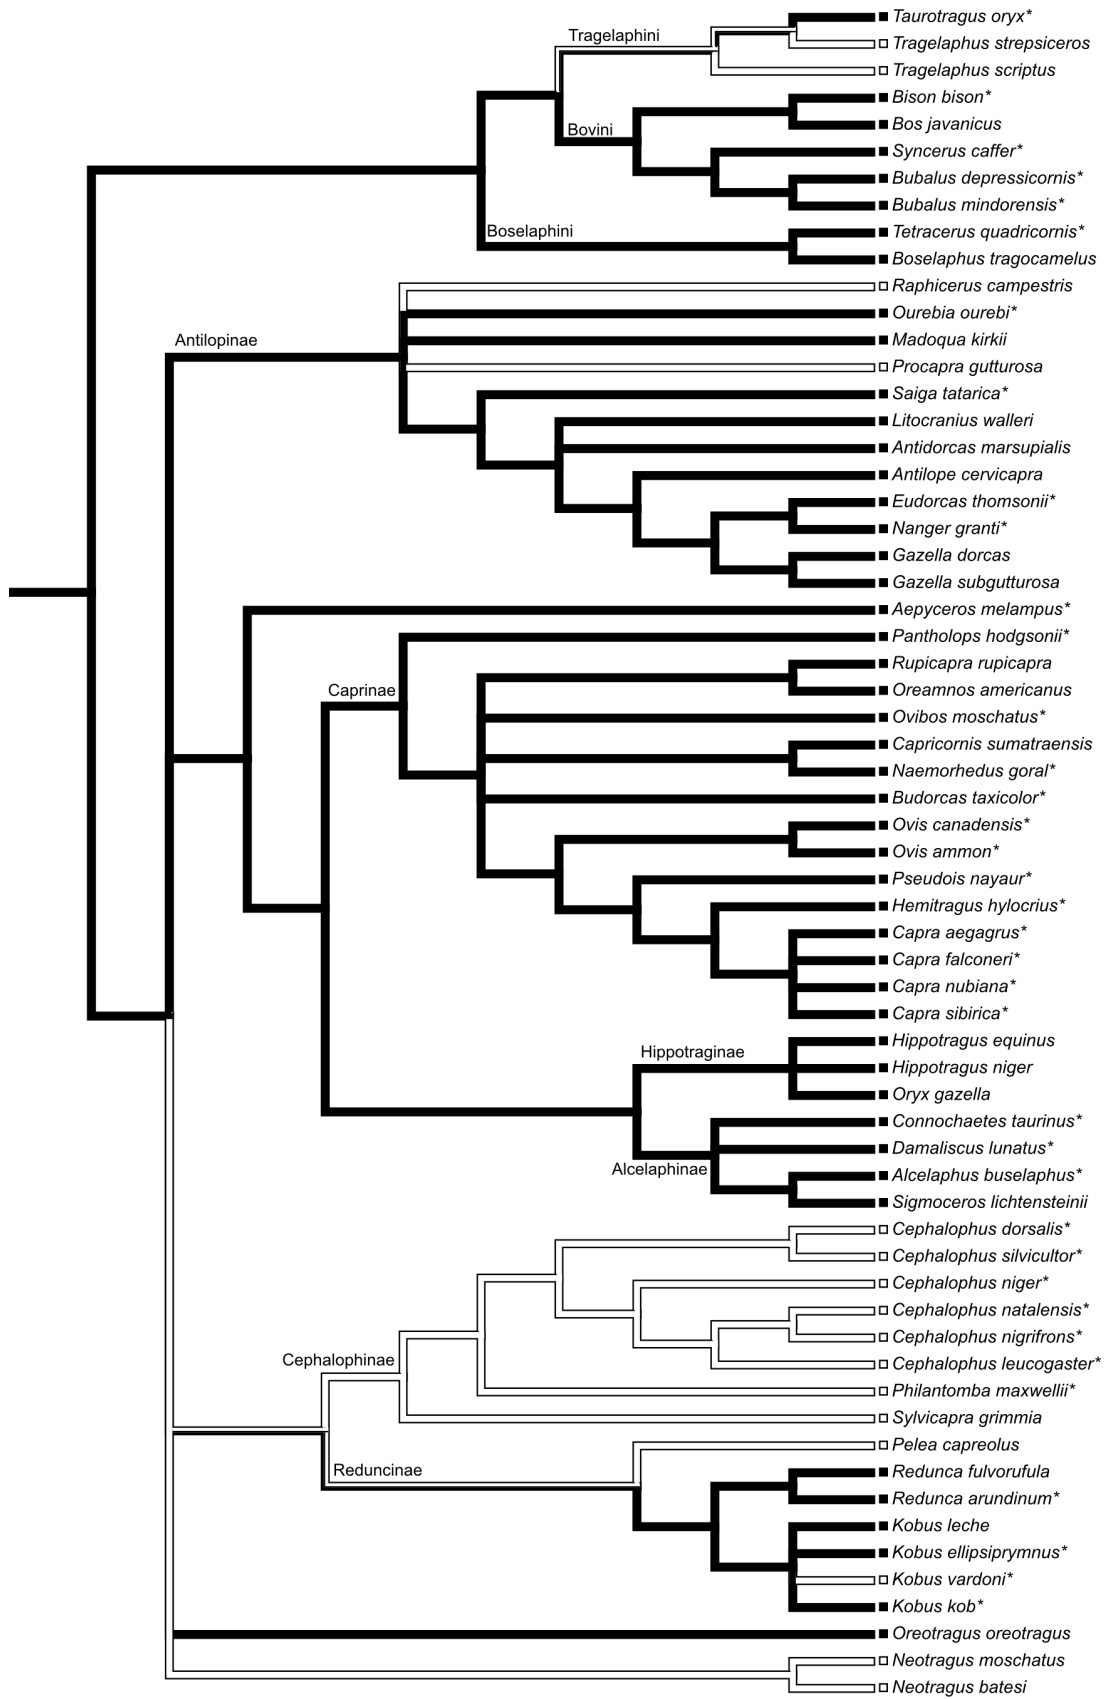 Taurotragus oryx*
Tragelaphini
Tragelaphus strepsiceros
Tragelaphus scriptus
Bison bison*
Bos javanicus
Bovini
Syncerus caffer*
Bubalus depressicornis*
Bubalus mindorensis*
Tetracerus quadricornis*
Boselaphini
Boselaphus tragocamelus
Raphicerus campestris
Ourebia ourebi*
Madoqua kirkii
Antilopinae
Procapra gutturosa
Saiga tatarica*
Litocranius walleri
Antidorcas marsupialis
Antilope cervicapra
Eudorcas thomsonii*
Nanger granti*
Gazella dorcas
Gazella subgutturosa
Aepyceros melampus*
Pantholops hodgsonii*
Rupicapra rupicapra
Caprinae
Oreamnos americanus
Ovibos moschatus*
Capricornis sumatraensis
Naemorhedus goral*
Budorcas taxicolor*
Ovis canadensis*
Ovis ammon*
Pseudois nayaur*
Hemitragus hylocrius*
Capra aegagrus*
Capra falconeri*
Capra nubiana*
Capra sibirica*
Hippotragus equinus
Hippotraginae
Hippotragus niger
Oryx gazella
Connochaetes taurinus*
Damaliscus lunatus*
Alcelaphinae
Alcelaphus buselaphus*
Sigmoceros lichtensteinii
Cephalophus dorsalis*
Cephalophus silvicultor*
Cephalophus niger*
Cephalophus natalensis*
Cephalophus nigrifrons*
Cephalophinae
Cephalophus leucogaster*
Philantomba maxwellii*
Sylvicapra grimmia
Pelea capreolus
Reduncinae
Redunca fulvorufula
Redunca arundinum*
Kobus leche
Kobus ellipsiprymnus*
Kobus vardoni*
Kobus kob*
Oreotragus oreotragus
Neotragus moschatus
Neotragus batesi